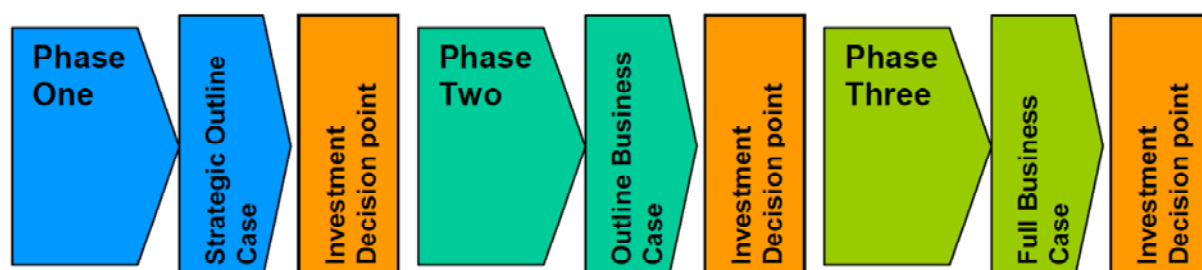 Phase
One
Strategic Outline
Case
Investment
Decision point
Phase
Two
Outline Business
Case
Investment
Decision point
Phase
Three
Full Business
Case
Investment
Decision point